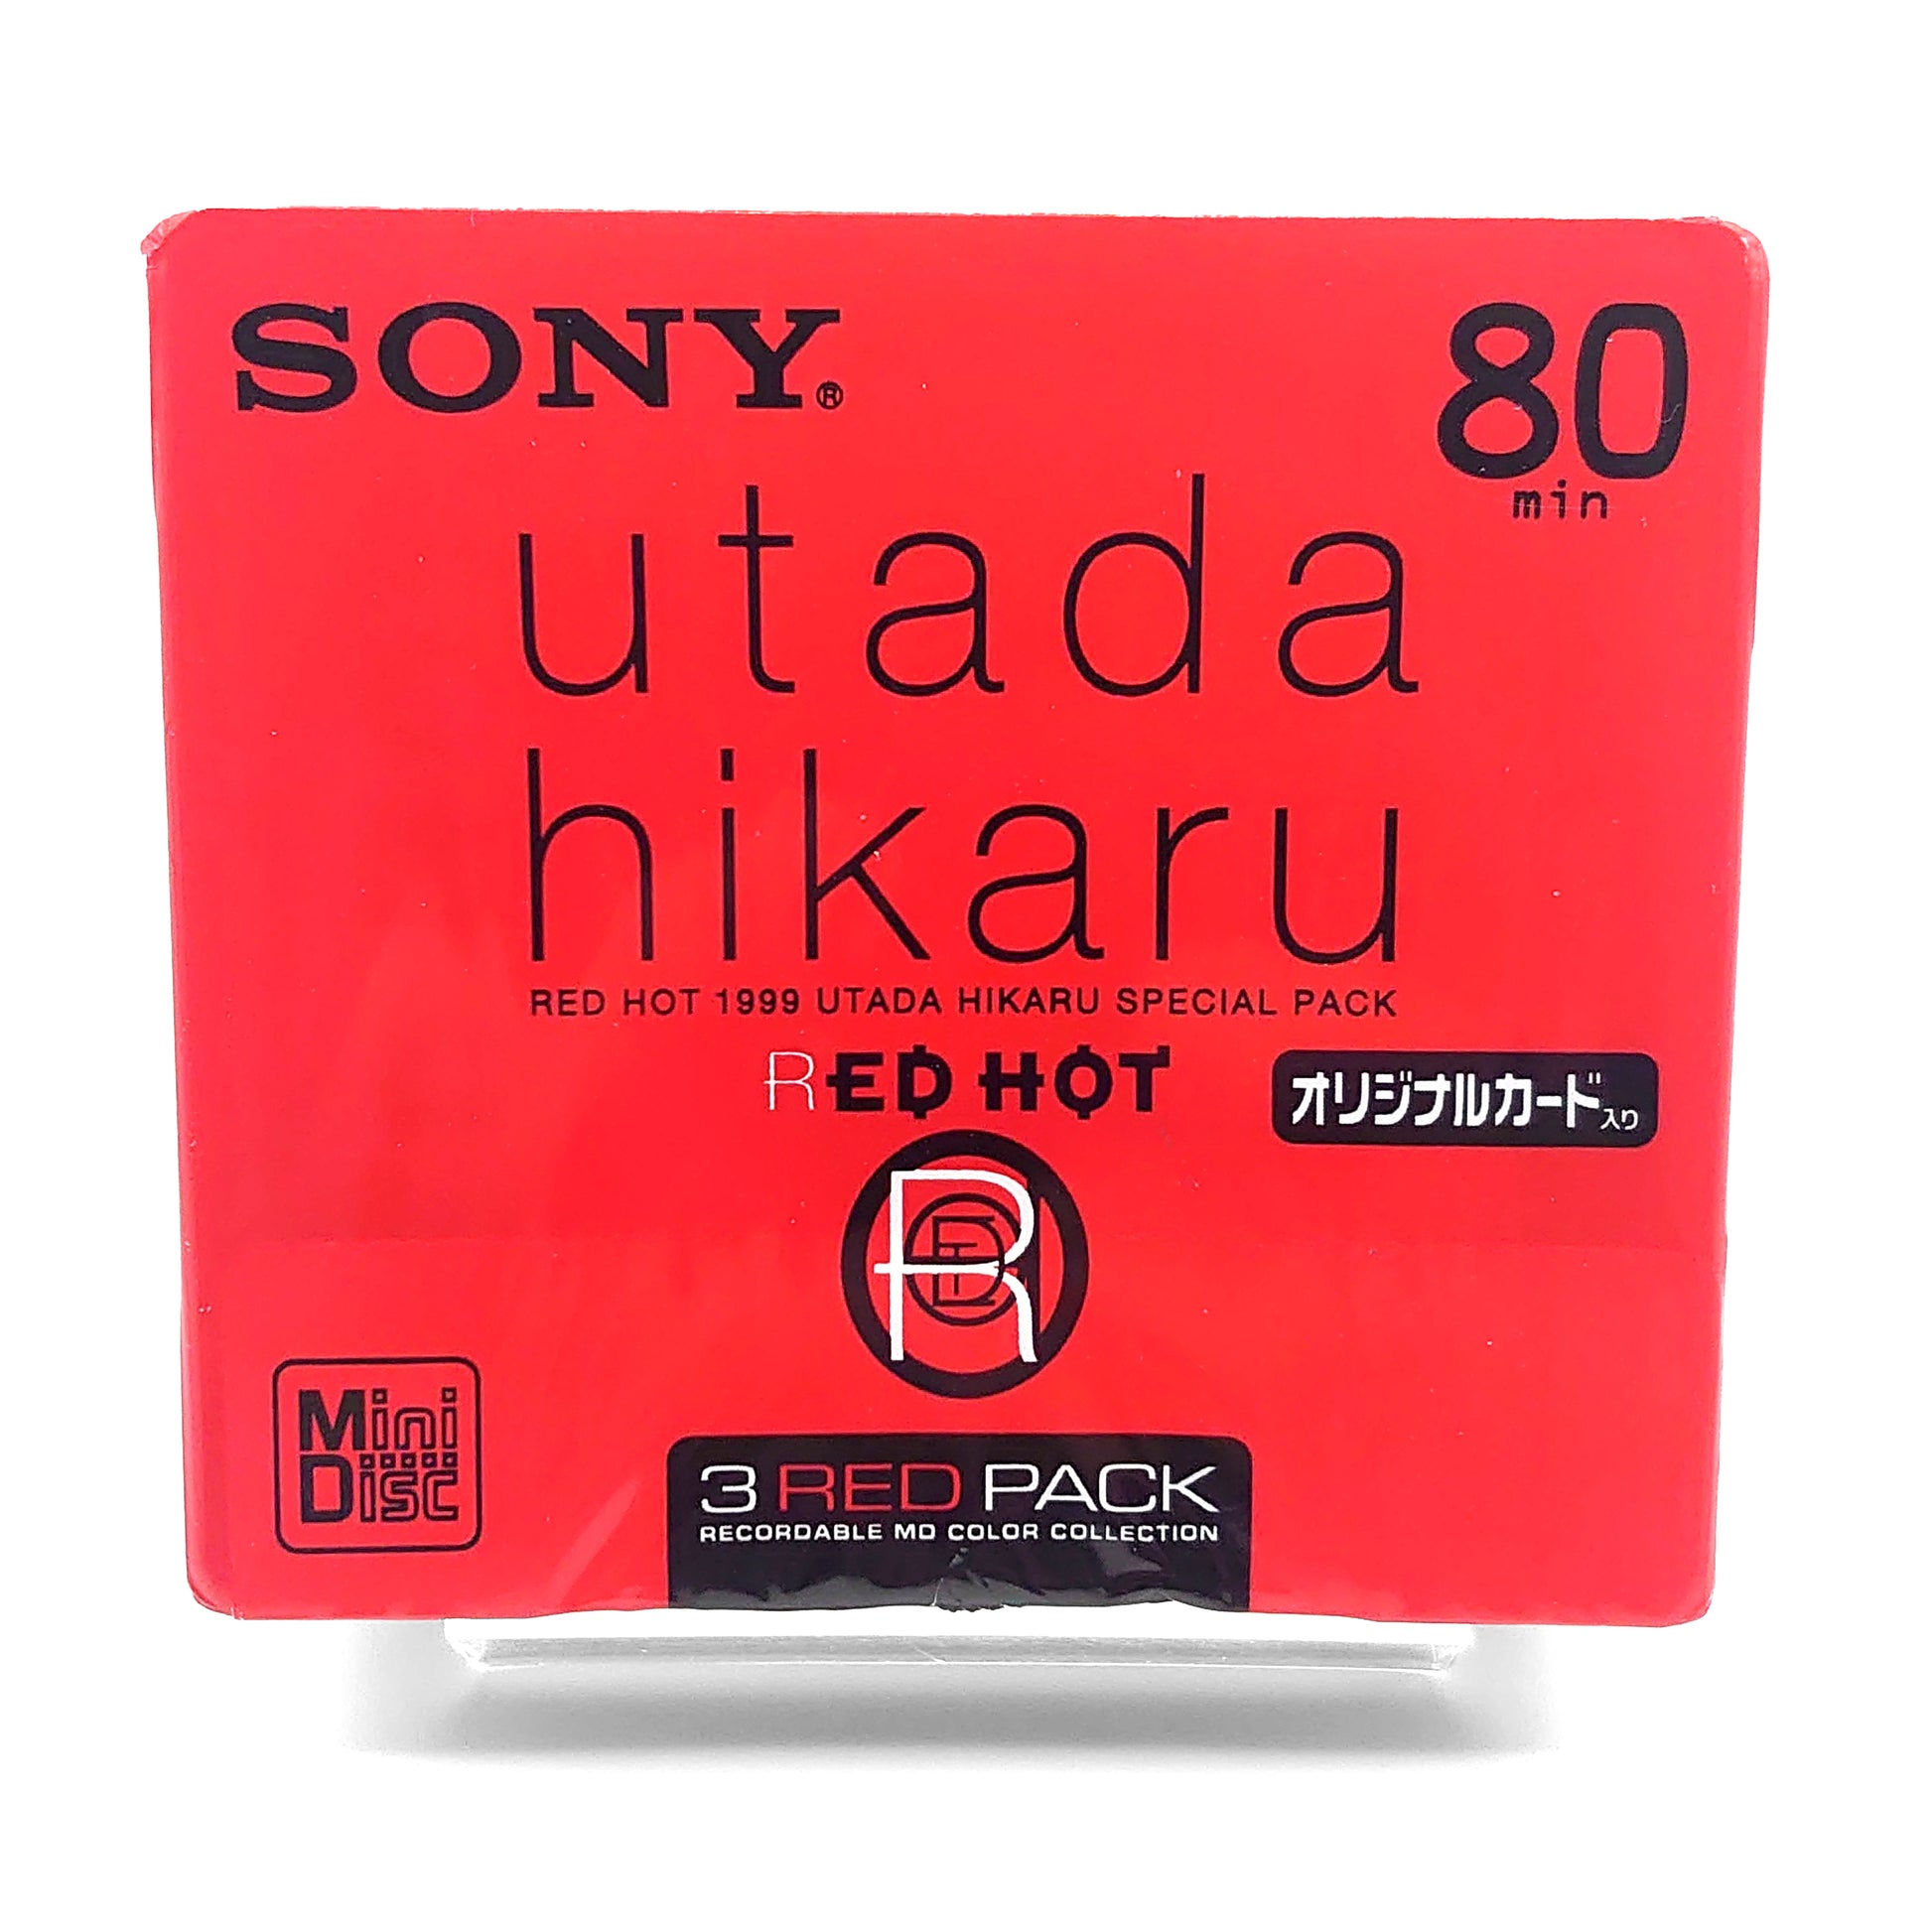 SONY®
80
min
utada
hikaru
RED HOT 1999 UTADA HIKARU SPECIAL PACK
RED HOT
オリジナルカード入り
Mini
Disc
3 RED PACK
RECORDABLE MD COLOR COLLECTION